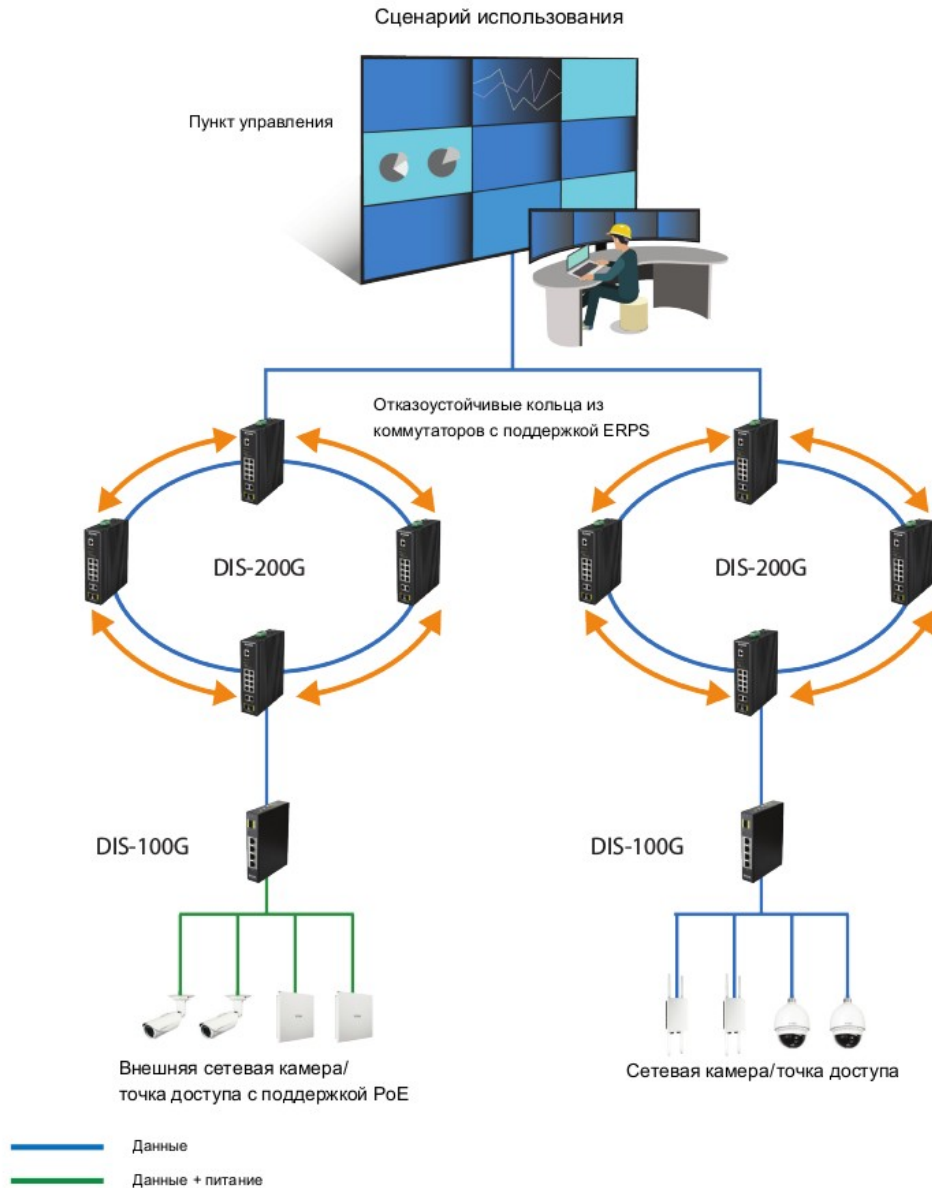 Сценарий использования
Пункт управления
Отказоустойчивые кольца из
коммутаторов с поддержкой ERPS
DIS-200G
DIS-200G
DIS-100G
DIS-100G
Внешняя сетевая камера/
точка доступа с поддержкой PoE
Сетевая камера/точка доступа
Данные
Данные + питание